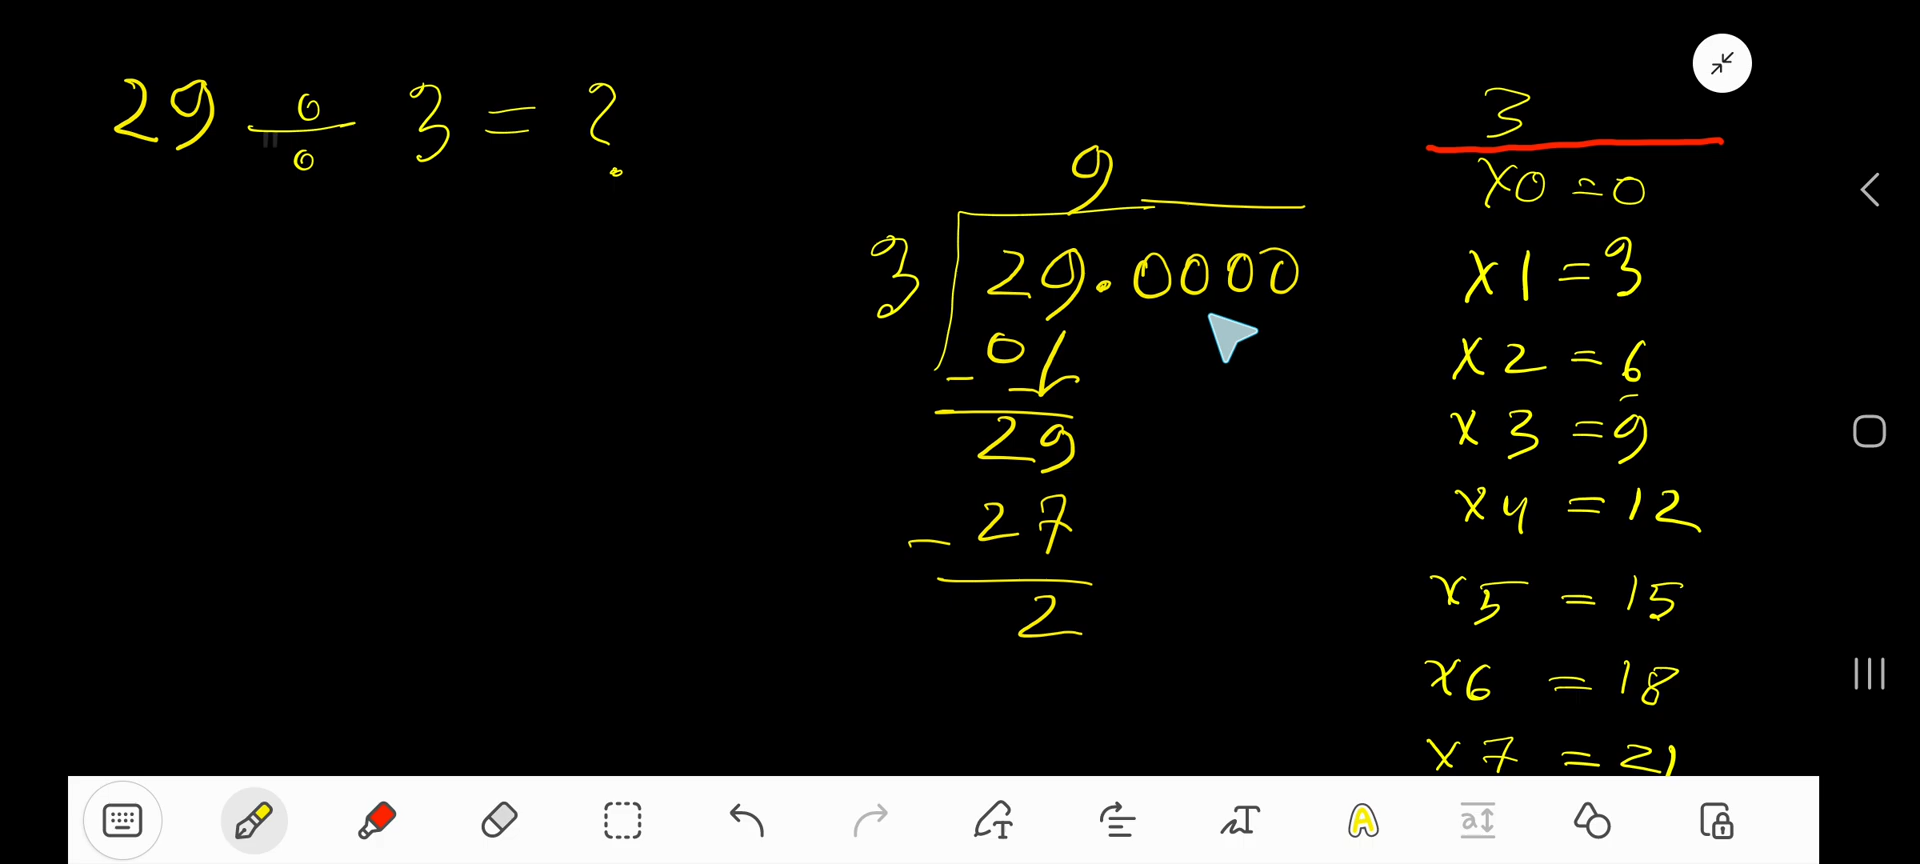 29 ÷ 3 = ?
9
3 29.0000
- 0
29
- 27
2
3
x0 = 0
x1 = 3
x2 = 6
x3 = 9
x4 = 12
x5 = 15
x6 = 18
x7 = 21